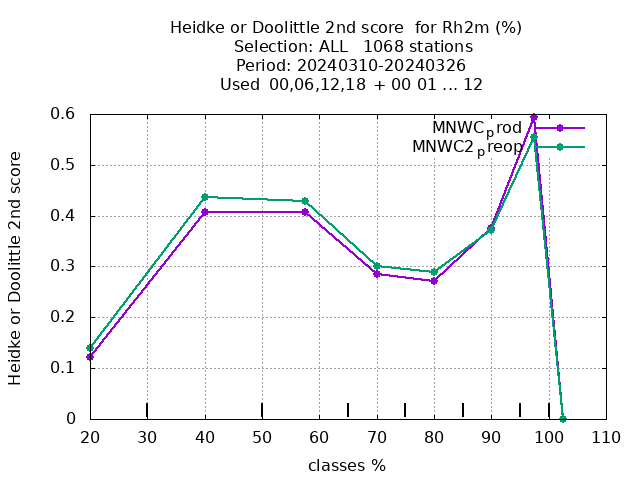 Heidke or Doolittle 2nd score  for Rh2m (%)
Selection: ALL   1068 stations
Period: 20240310-20240326
Used  00,06,12,18  + 00 01 ... 12
MNWCprod
MNWC2preop
Heidke or Doolittle 2nd score
0.6
0.5
0.4
0.3
0.2
0.1
0
20 30 40 50 60 70 80 90 100 110
classes %